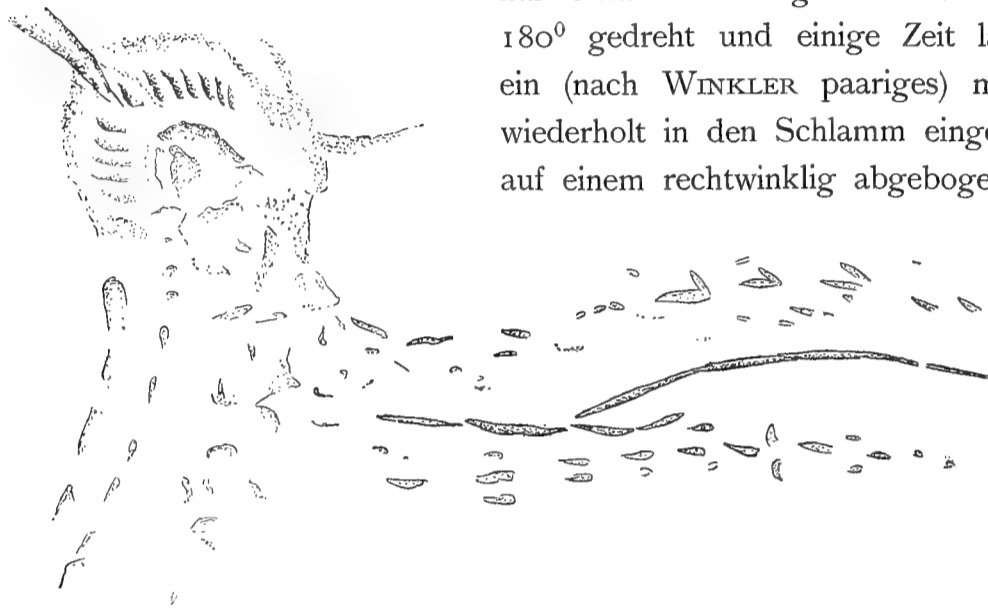 180⁰ gedreht und einige Zeit
ein (nach WINKLER paariges)
wiederholt in den Schlamm
auf einem rechtwinklig